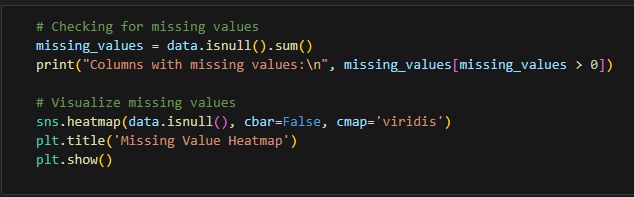 # Checking for missing values
missing_values = data.isnull().sum()
print("Columns with missing values:\n", missing_values[missing_values > 0])
# Visualize missing values
sns.heatmap(data.isnull(), cbar=False, cmap='viridis')
plt.title('Missing Value Heatmap')
plt.show()